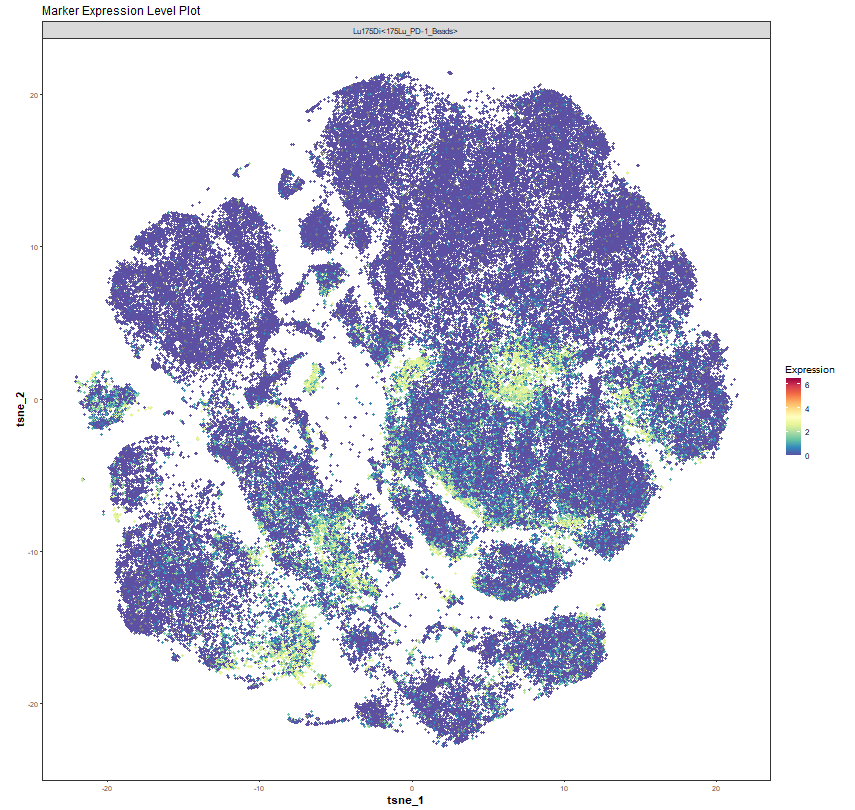 Marker Expression Level Plot
Lu175Di<175Lu_PD-1_Beads>
20
10
0
-10
-20
tsne_2
-20
-10
0
10
20
tsne_1
Expression
6
4
2
0